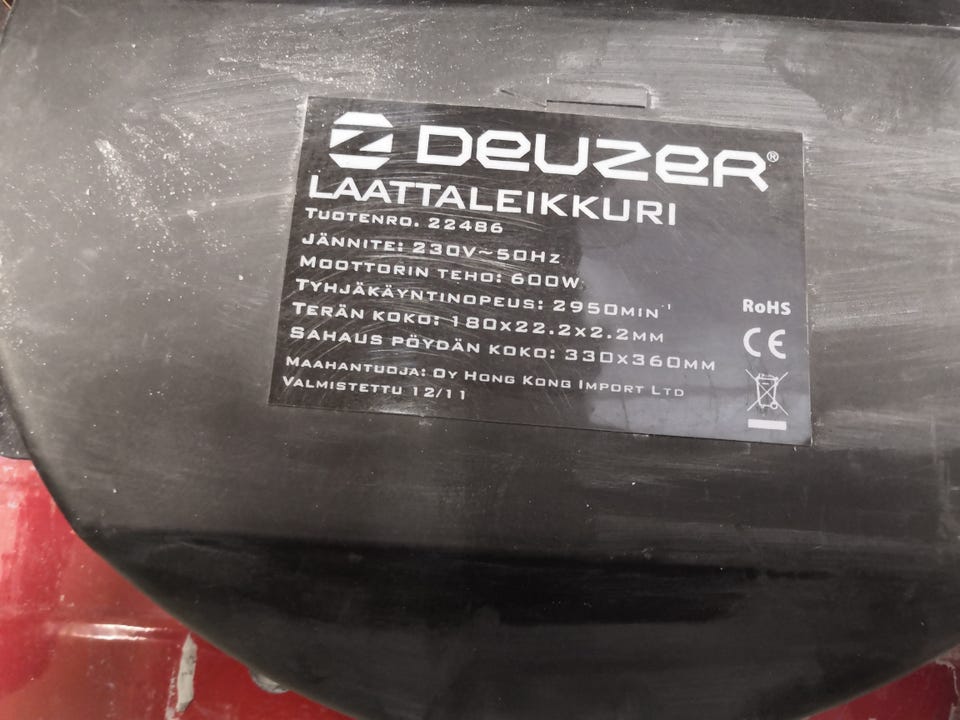 DEUZER®
LAATTALEIKKURI
TUOTENRO. 22486
JÄNNITE: 230V~50HZ
MOOTTORIN TEHO: 600W
TYHJÄKÄYNTINOPEUS: 2950MIN⁻¹
TERÄN KOKO: 180X22.2X2.2MM
SAHAUS PÖYDÄN KOKO: 330X360MM
MAAHANTUOJA: OY HONG KONG IMPORT LTD
VALMISTETTU 12/11
RoHS
CE